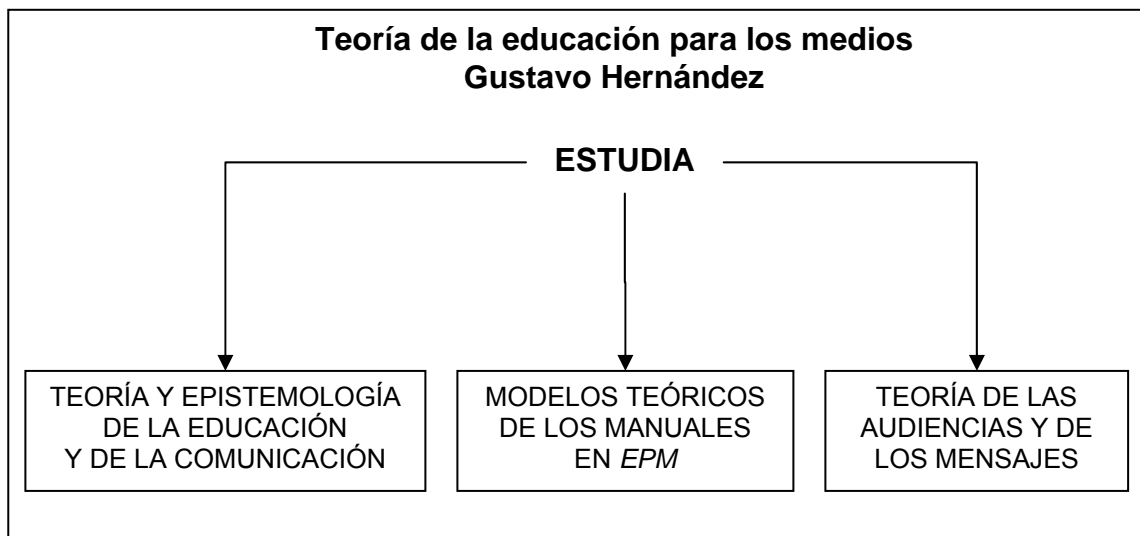 Teoría de la educación para los medios
Gustavo Hernández
ESTUDIA
TEORÍA Y EPISTEMOLOGÍA
DE LA EDUCACIÓN
Y DE LA COMUNICACIÓN
MODELOS TEÓRICOS
DE LOS MANUALES
EN EPM
TEORÍA DE LAS
AUDIENCIAS Y DE
LOS MENSAJES